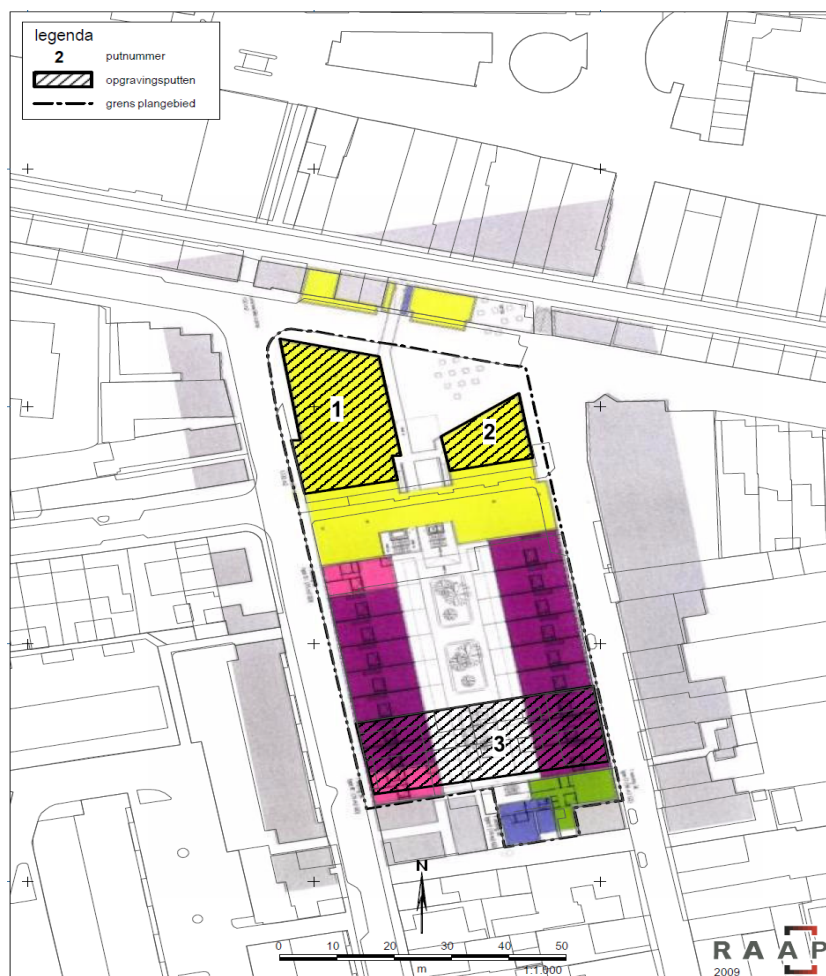 legenda
2 putnummer
opgravingsputten
grens plangebied
1
2
3
N
0 10 20 30 40 50
m 1:1.000
RAAP
2009